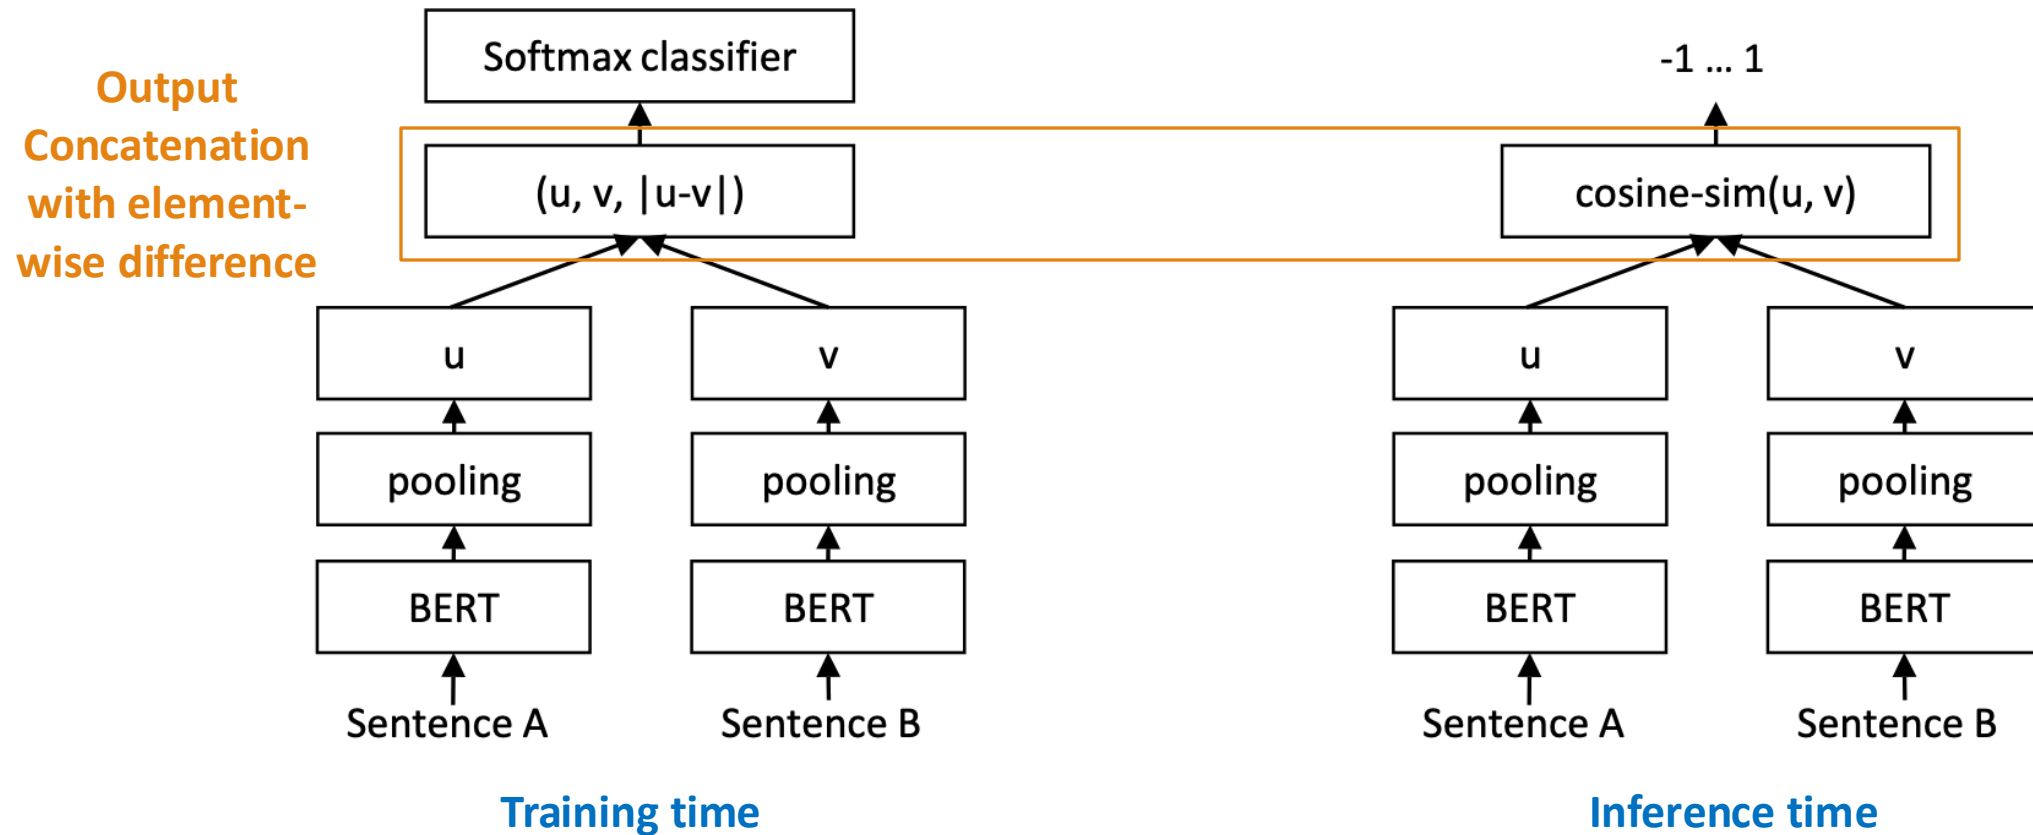 Output
Concatenation
with element-
wise difference
Softmax classifier
(u, v, |u-v|)
u
v
pooling
pooling
BERT
BERT
Sentence A
Sentence B
Training time
-1 ... 1
cosine-sim(u, v)
u
v
pooling
pooling
BERT
BERT
Sentence A
Sentence B
Inference time